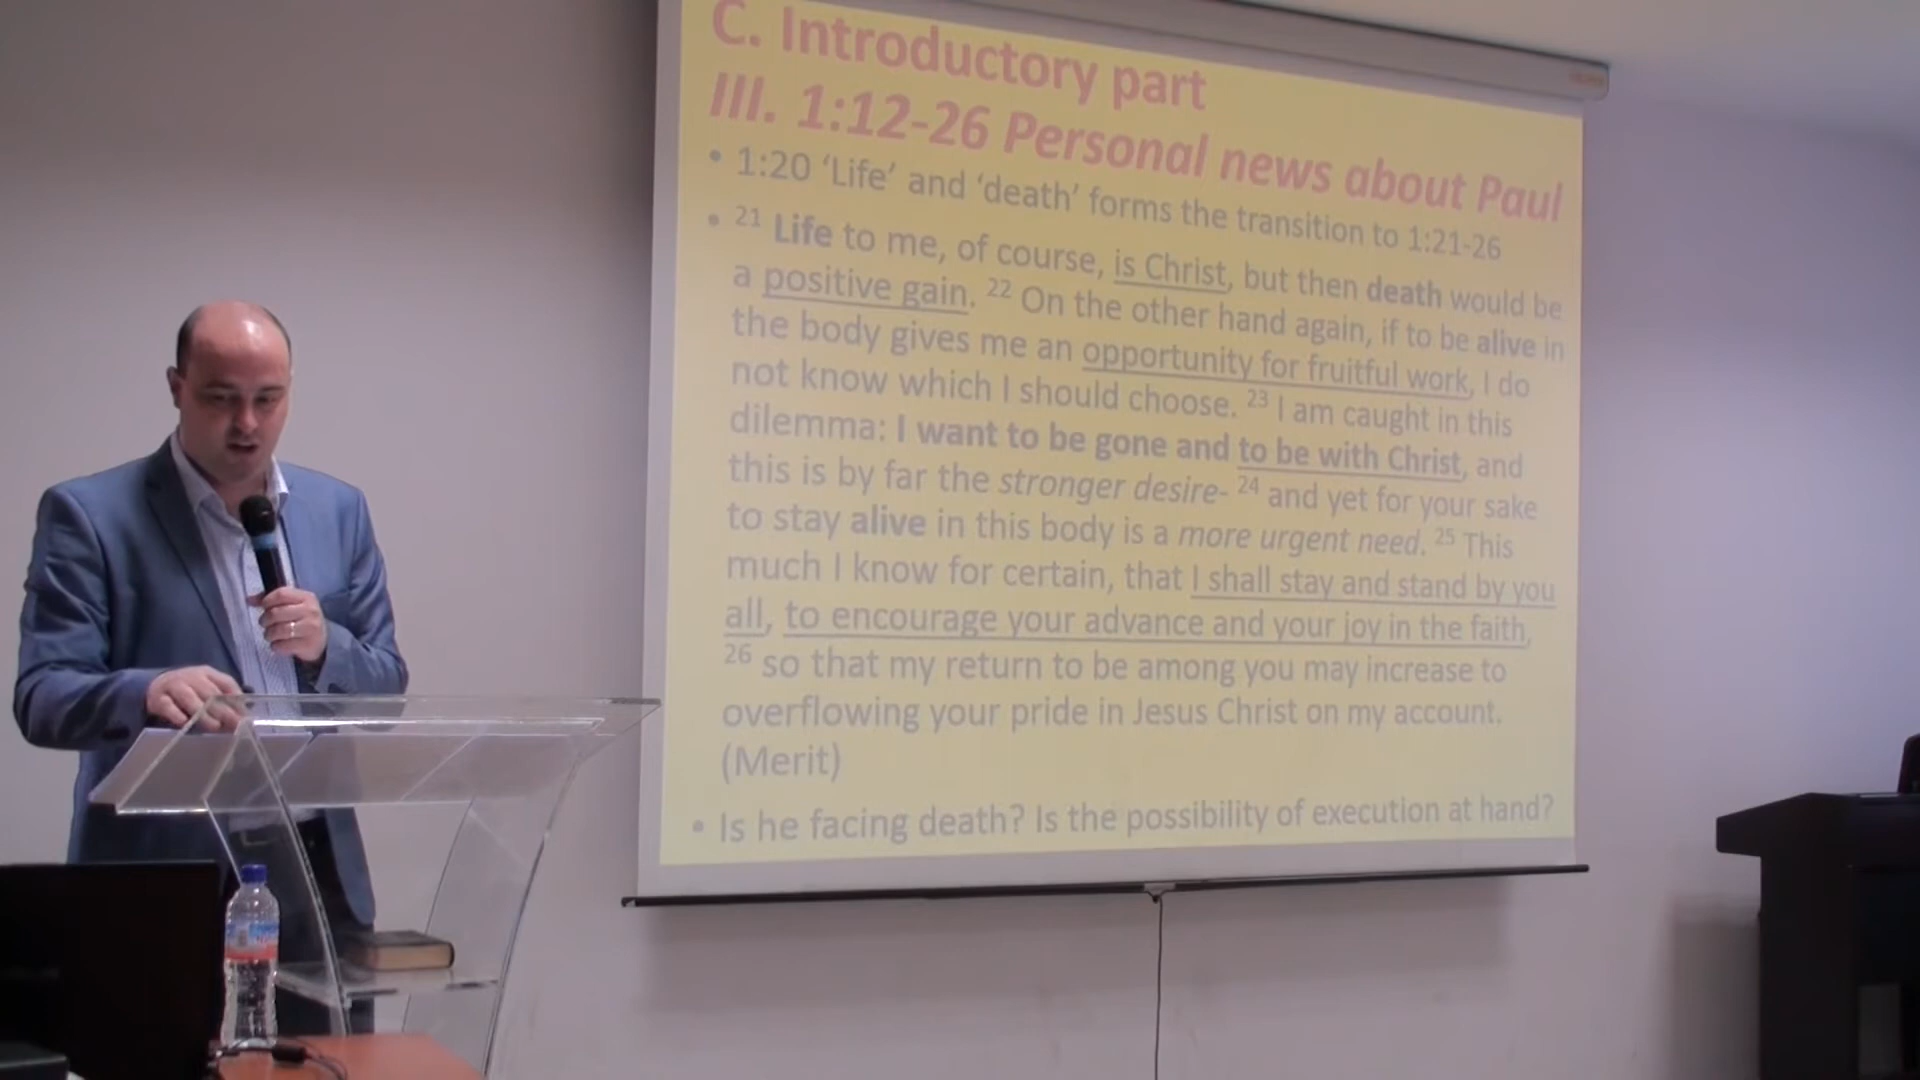 C. Introductory part
III. 1:12-26 Personal news about Paul
• 1:20 ‘Life’ and ‘death’ forms the transition to 1:21-26
• 21 Life to me, of course, is Christ, but then death would be
a positive gain. 22 On the other hand again, if to be alive in
the body gives me an opportunity for fruitful work, I do
not know which I should choose. 23 I am caught in this
dilemma: I want to be gone and to be with Christ, and
this is by far the stronger desire- 24 and yet for your sake
to stay alive in this body is a more urgent need. 25 This
much I know for certain, that I shall stay and stand by you
all, to encourage your advance and your joy in the faith,
26 so that my return to be among you may increase to
overflowing your pride in Jesus Christ on my account.
(Merit)
• Is he facing death? Is the possibility of execution at hand?